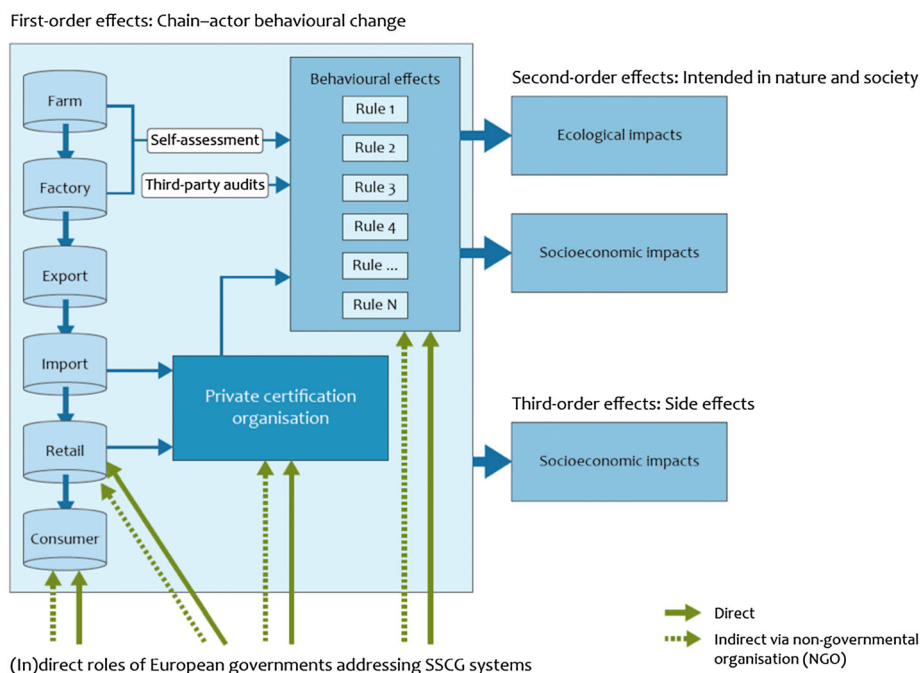 First-order effects: Chain–actor behavioural change
Farm
Factory
Export
Import
Retail
Consumer
Self-assessment
Third-party audits
Behavioural effects
Rule 1
Rule 2
Rule 3
Rule 4
Rule ...
Rule N
Private certification
organisation
Second-order effects: Intended in nature and society
Ecological impacts
Socioeconomic impacts
Third-order effects: Side effects
Socioeconomic impacts
Direct
Indirect via non-governmental
organisation (NGO)
(In)direct roles of European governments addressing SSCG systems